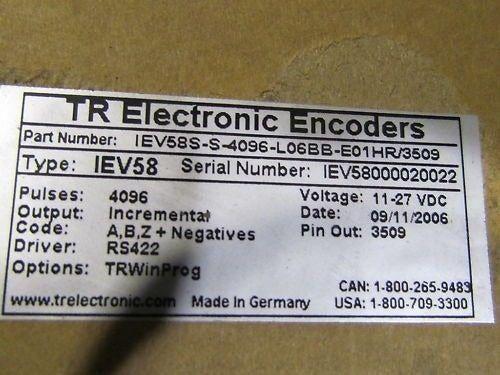 TR Electronic Encoders
Part Number: IEV58S-S-4096-L06BB-E01HR/3509
Type: IEV58 Serial Number: IEV58000020022
Pulses: 4096 Voltage: 11-27 VDC
Output: Incremental Date: 09/11/2006
Code: A,B,Z + Negatives Pin Out: 3509
Driver: RS422
Options: TRWinProg
CAN: 1-800-265-9483
www.trelectronic.com Made In Germany USA: 1-800-709-3300